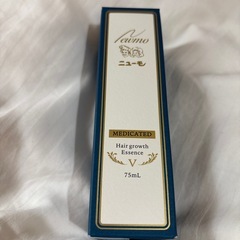 Newmo
ニューモ
MEDICATED
Hair growth
Essence
V
75mL